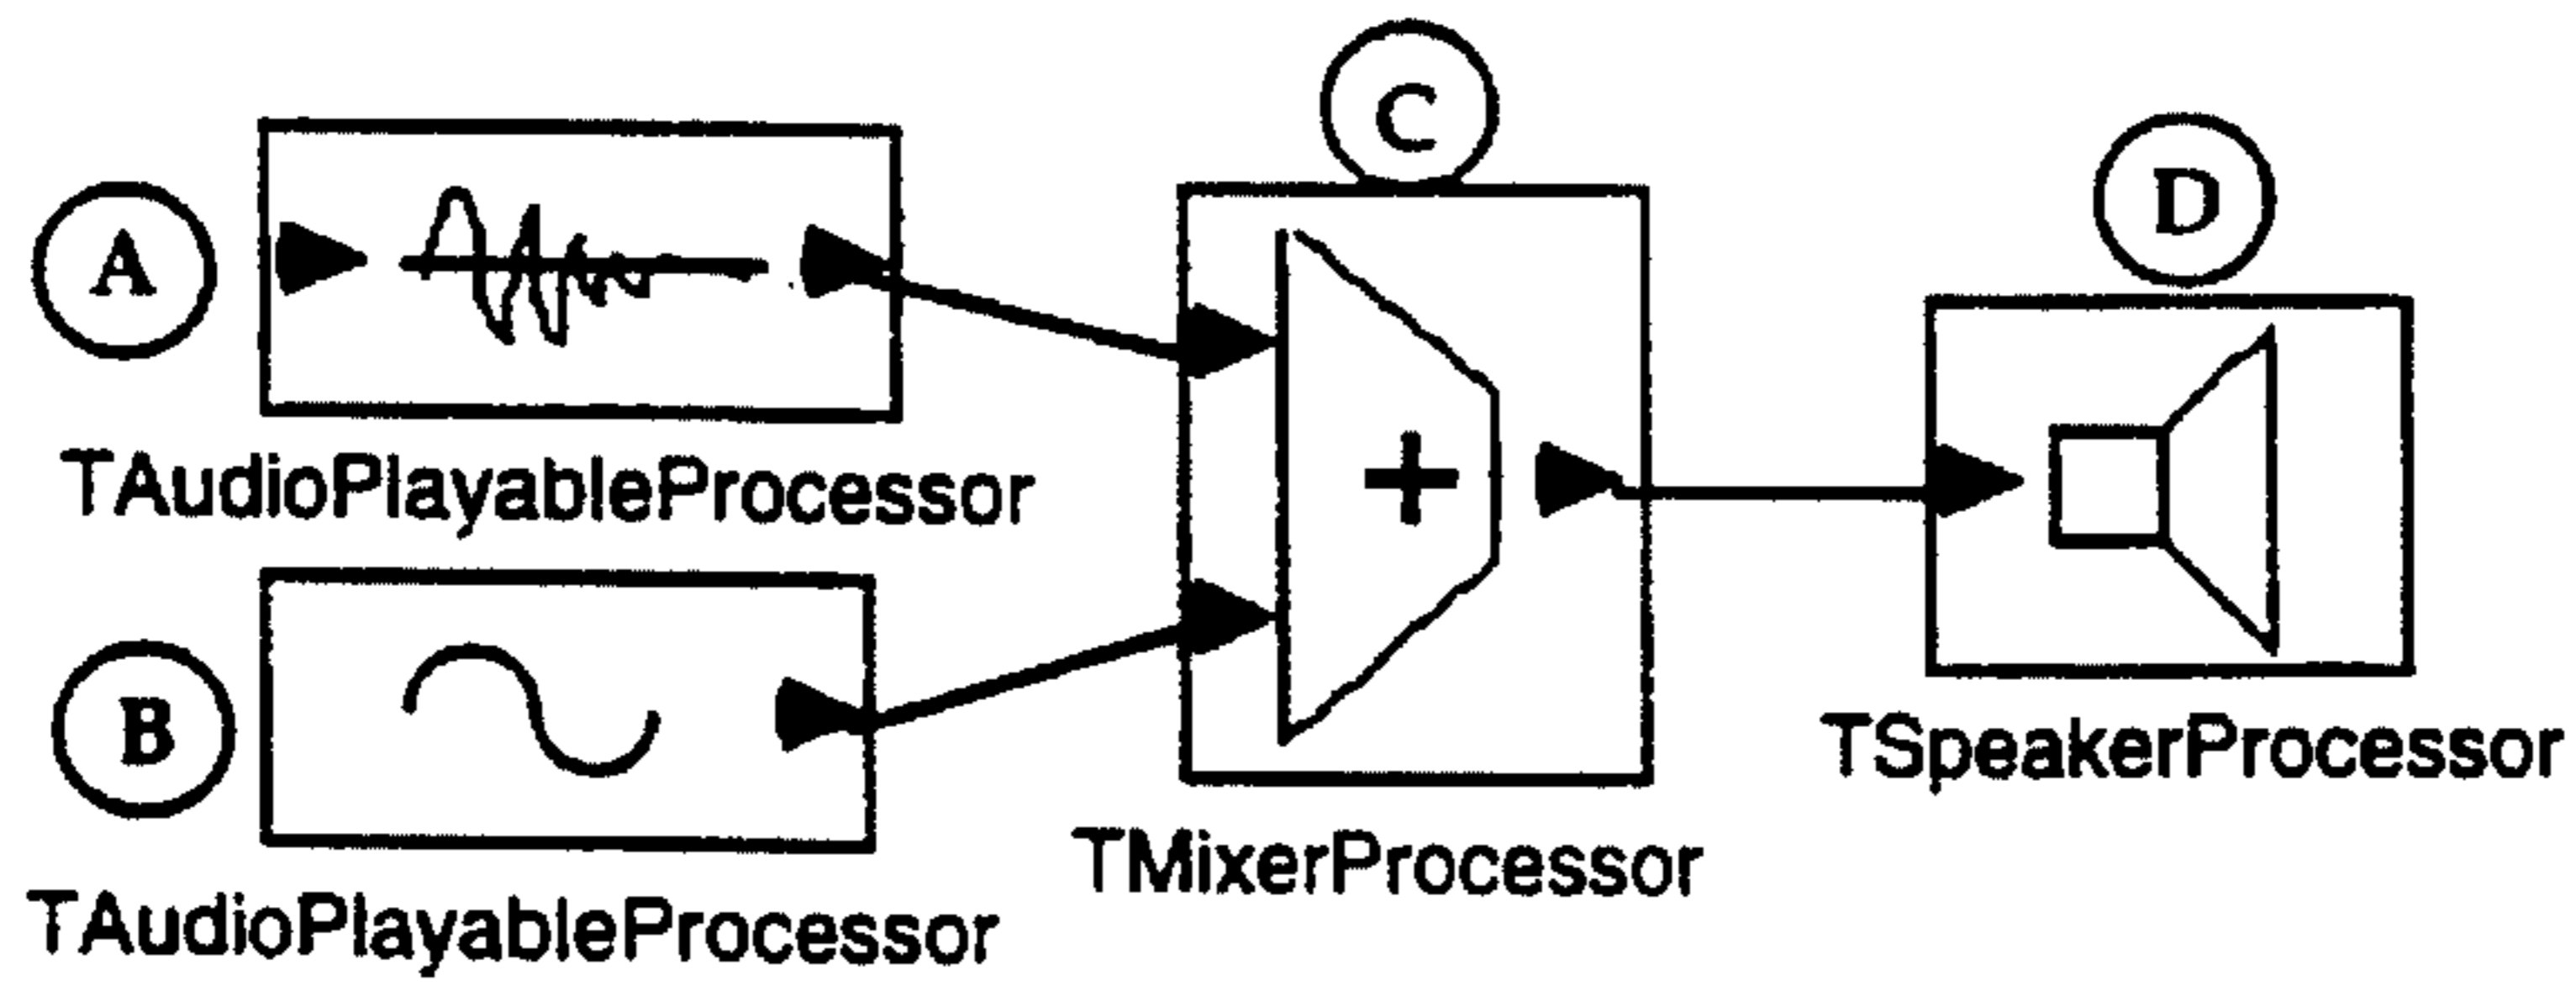 A
TAudioPlayableProcessor
B
TAudioPlayableProcessor
C
+
TMixerProcessor
D
TSpeakerProcessor